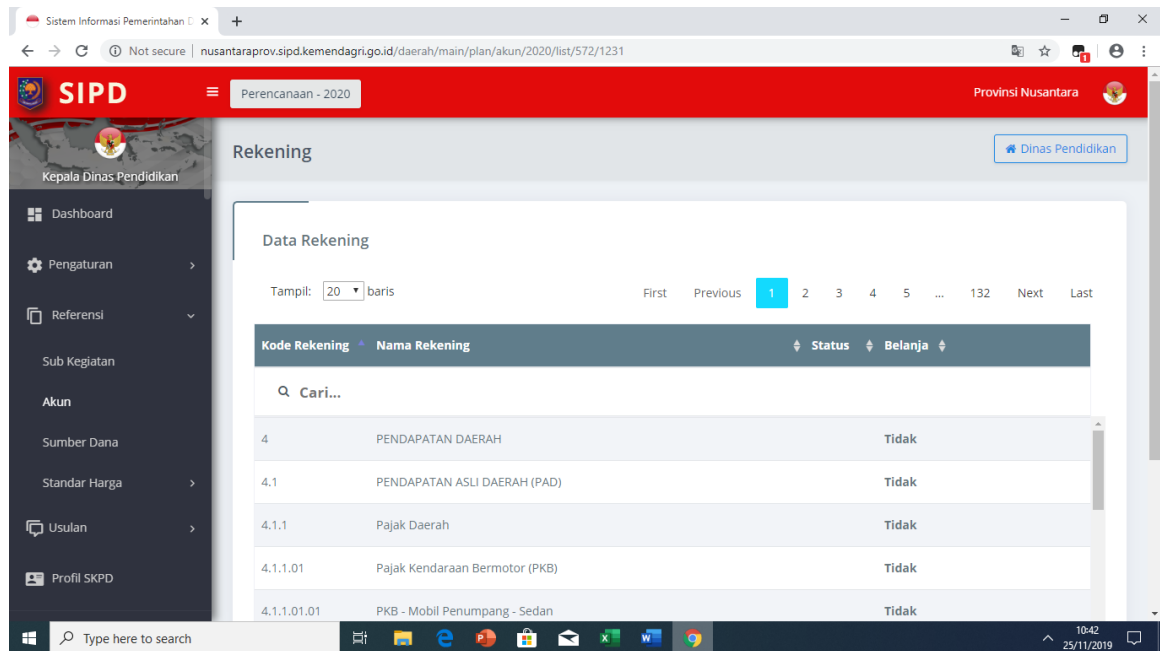 Sistem Informasi Pemerintahan D
Not secure | nusantaraprov.sipd.kemendagri.go.id/daerah/main/plan/akun/2020/list/572/1231
1
SIPD
Perencanaan - 2020
Provinsi Nusantara
Kepala Dinas Pendidikan
Rekening
Dinas Pendidikan
Dashboard
Pengaturan
Referensi
Sub Kegiatan
Akun
Sumber Dana
Standar Harga
Usulan
Profil SKPD
Data Rekening
Tampil: 20 baris
First Previous 1 2 3 4 5 ... 132 Next Last
Kode Rekening Nama Rekening Status Belanja
Cari...
4 PENDAPATAN DAERAH Tidak
4.1 PENDAPATAN ASLI DAERAH (PAD) Tidak
4.1.1 Pajak Daerah Tidak
4.1.1.01 Pajak Kendaraan Bermotor (PKB) Tidak
4.1.1.01.01 PKB - Mobil Penumpang - Sedan Tidak
Type here to search
10:42
25/11/2019